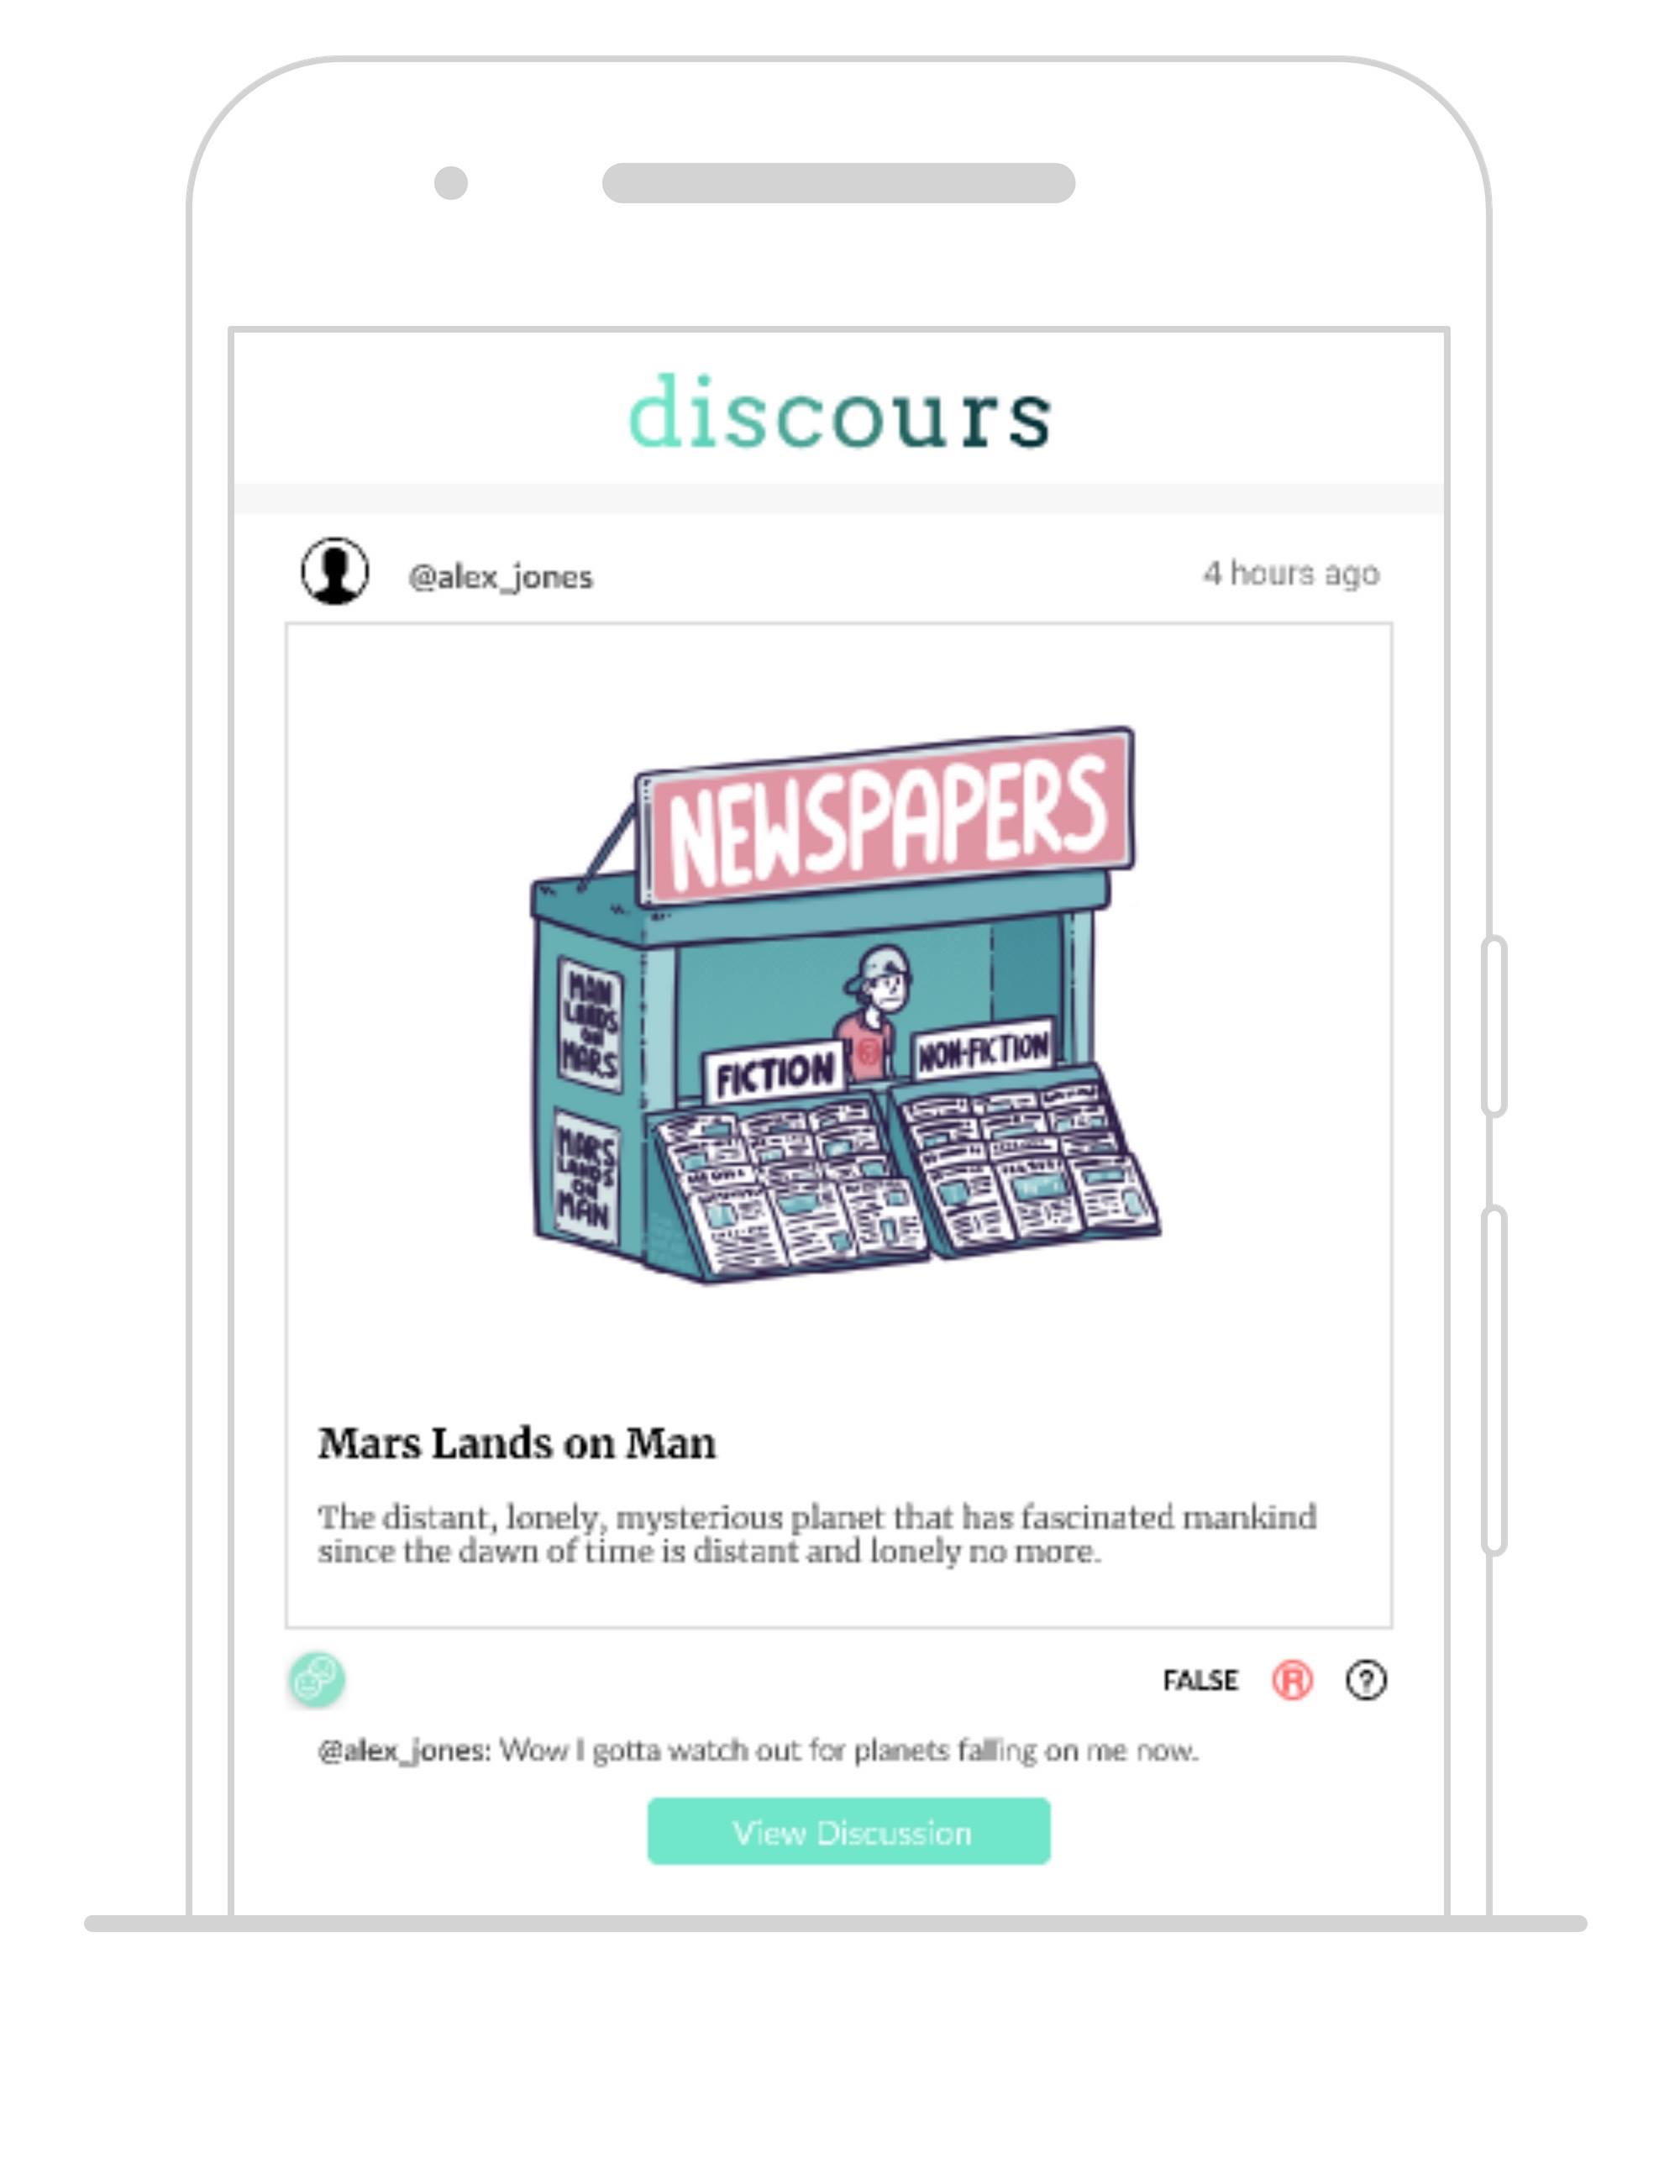 discours
@alex_jones
4 hours ago
NEWSPAPERS
MAN
LANDS
ON
MARS
FICTION
NON-FICTION
MARS
LANDS
ON
MAN
Mars Lands on Man
The distant, lonely, mysterious planet that has fascinated mankind
since the dawn of time is distant and lonely no more.
FALSE R ?
@alex_jones: Wow I gotta watch out for planets falling on me now.
View Discussion